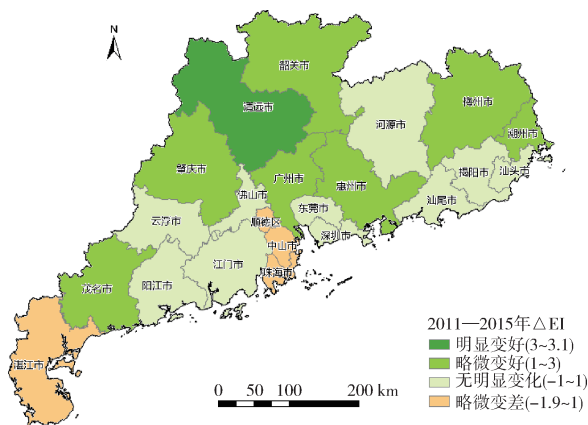 N
韶关市
清远市
梅州市
河源市
潮州市
肇庆市
揭阳市
汕头市
广州市
惠州市
佛山市
汕尾市
东莞市
云浮市
顺德区
深圳市
中山市
江门市
珠海市
茂名市
阳江市
湛江市
2011—2015年△EI
明显变好(3~3.1)
略微变好(1~3)
无明显变化(-1~1)
略微变差(-1.9~1)
0 50 100 200 km